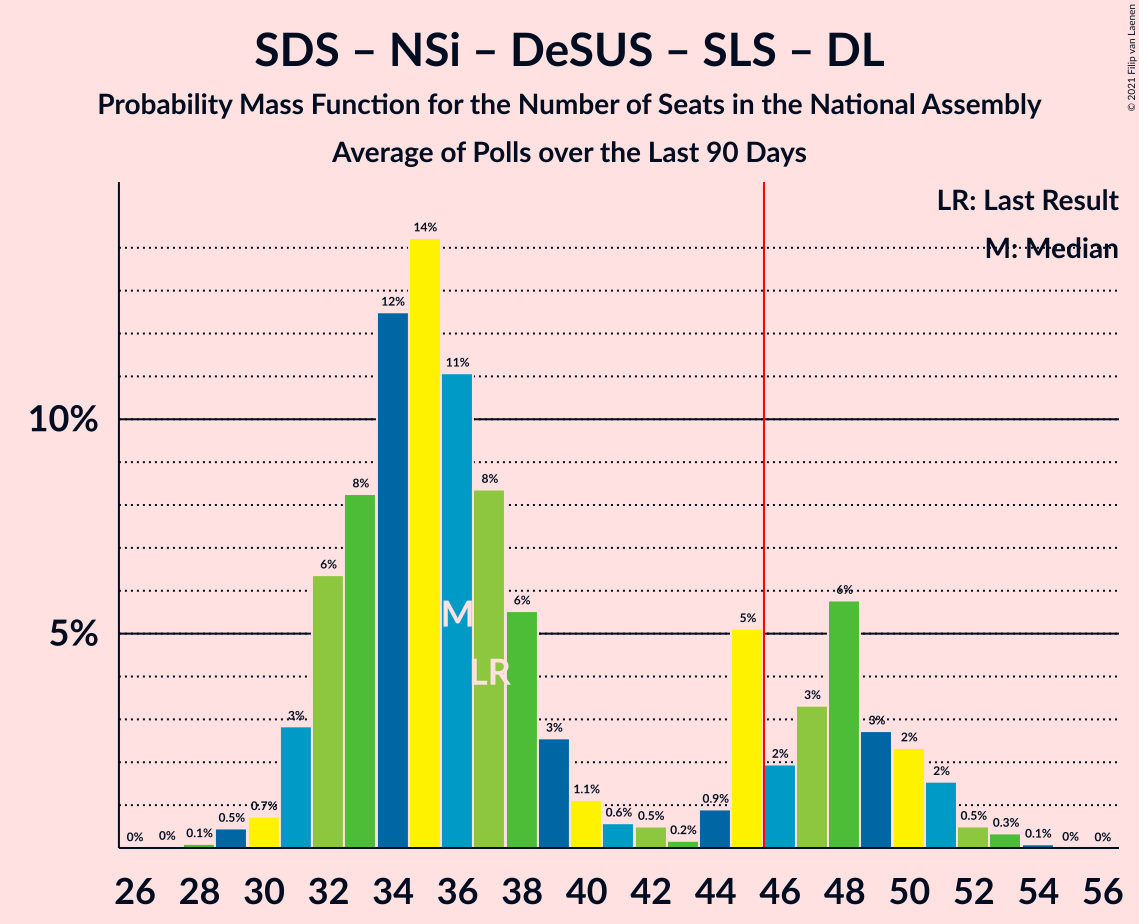 SDS – NSi – DeSUS – SLS – DL
Probability Mass Function for the Number of Seats in the National Assembly
Average of Polls over the Last 90 Days
© 2021 Filip van Laenen
LR: Last Result
M: Median
10%
5%
0% 0% 0.1% 0.5% 0.7% 3% 6% 8% 12% 14% 11% 8% 6% 3% 1.1% 0.6% 0.5% 0.2% 0.9% 5% 2% 3% 6% 3% 2% 2% 0.5% 0.3% 0.1% 0% 0%
M
LR
26 28 30 32 34 36 38 40 42 44 46 48 50 52 54 56